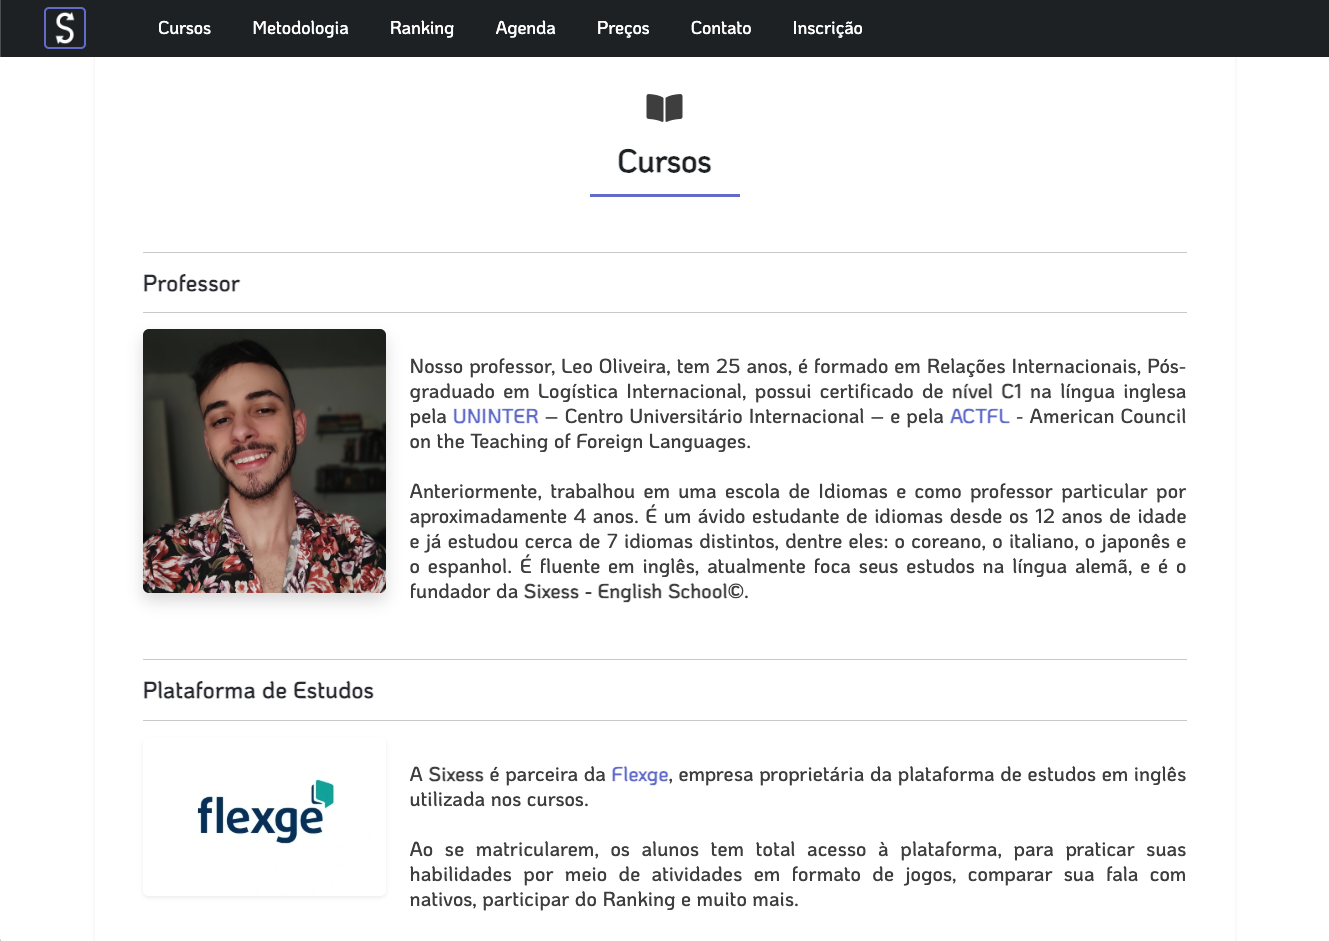 S
Cursos Metodologia Ranking Agenda Preços Contato Inscrição
Cursos
Professor
Nosso professor, Leo Oliveira, tem 25 anos, é formado em Relações Internacionais, Pós-
graduado em Logística Internacional, possui certificado de nível C1 na língua inglesa
pela UNINTER – Centro Universitário Internacional – e pela ACTFL - American Council
on the Teaching of Foreign Languages.
Anteriormente, trabalhou em uma escola de Idiomas e como professor particular por
aproximadamente 4 anos. É um ávido estudante de idiomas desde os 12 anos de idade
e já estudou cerca de 7 idiomas distintos, dentre eles: o coreano, o italiano, o japonês e
o espanhol. É fluente em inglês, atualmente foca seus estudos na língua alemã, e é o
fundador da Sixess - English School©.
Plataforma de Estudos
flexge
A Sixess é parceira da Flexge, empresa proprietária da plataforma de estudos em inglês
utilizada nos cursos.
Ao se matricularem, os alunos tem total acesso à plataforma, para praticar suas
habilidades por meio de atividades em formato de jogos, comparar sua fala com
nativos, participar do Ranking e muito mais.